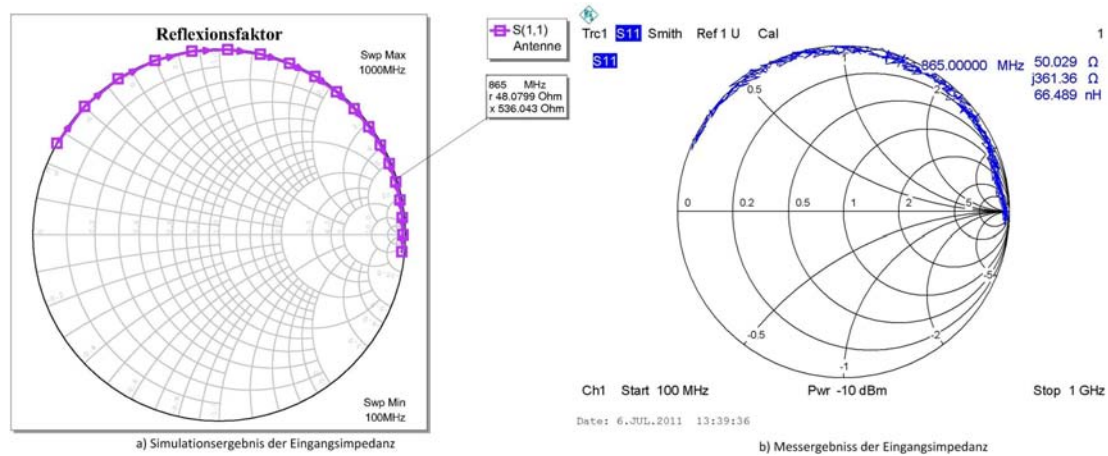 Reflexionsfaktor
Swp Max
1000MHz
Swp Min
100MHz
S(1,1)
Antenne
865 MHz
r 48.0799 Ohm
x 536.043 Ohm
a) Simulationsergebnis der Eingangsimpedanz
Trc1 S11 Smith Ref 1 U Cal 1
S11
865.00000 MHz 50.029 Ω
j361.36 Ω
66.489 nH
0.5
1
2
0 0.2 0.5 1 2 5
-5
-0.5
-1
-2
Ch1 Start 100 MHz Pwr -10 dBm Stop 1 GHz
Date: 6.JUL.2011 13:39:36
b) Messergebniss der Eingangsimpedanz